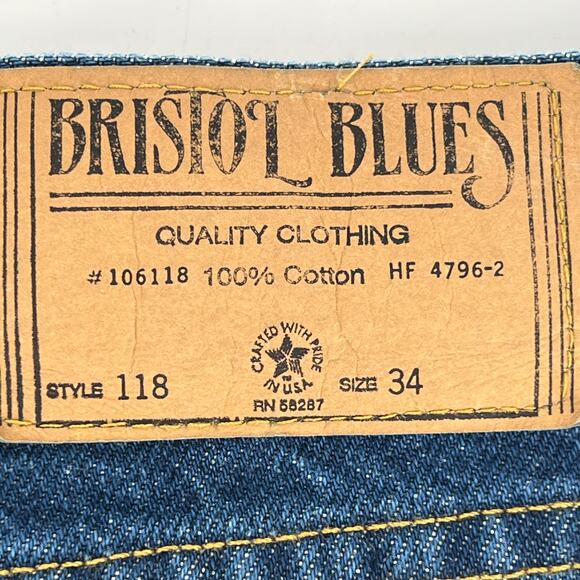 BRISTOL BLUES
QUALITY CLOTHING
# 106118 100% Cotton HF 4796-2
CRAFTED WITH PRIDE
TM
IN U.S.A.
STYLE 118
SIZE 34
RN 58287